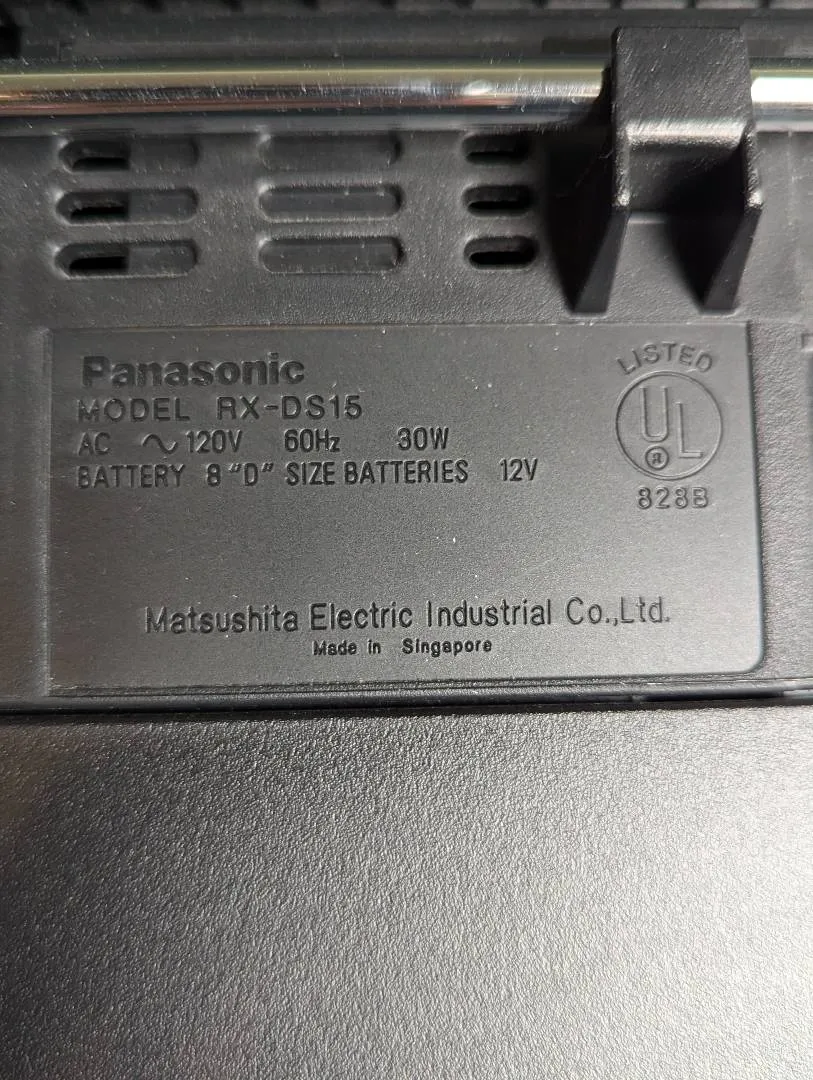 Panasonic
MODEL RX-DS15
AC ∿ 120V 60Hz 30W
BATTERY 8 "D" SIZE BATTERIES 12V
LISTED
UL
®
828B
Matsushita Electric Industrial Co.,Ltd.
Made in Singapore